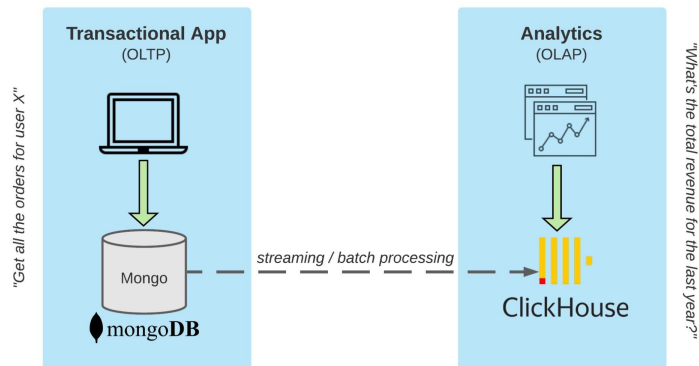 Transactional App
(OLTP)
"Get all the orders for user X"
Mongo
mongoDB
streaming / batch processing
Analytics
(OLAP)
ClickHouse
"What's the total revenue for the last year?"